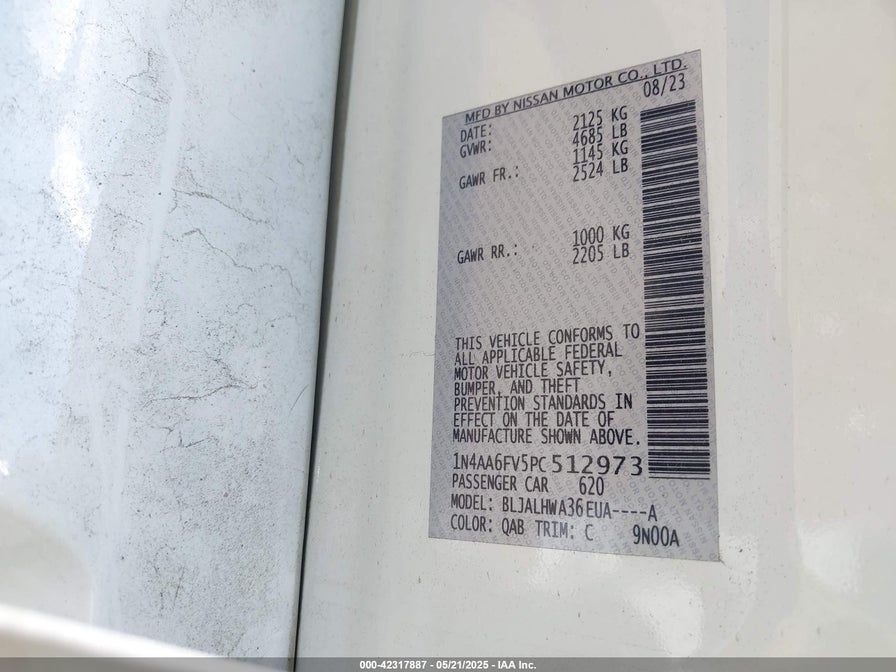 MFD BY NISSAN MOTOR CO., LTD.
DATE: 08/23
GVWR: 2125 KG
4685 LB
GAWR FR.: 1145 KG
2524 LB
GAWR RR.: 1000 KG
2205 LB
THIS VEHICLE CONFORMS TO
ALL APPLICABLE FEDERAL
MOTOR VEHICLE SAFETY,
BUMPER, AND THEFT
PREVENTION STANDARDS IN
EFFECT ON THE DATE OF
MANUFACTURE SHOWN ABOVE.
1N4AA6FV5PC512973
PASSENGER CAR 620
MODEL: BLJALHWA36EUA----A
COLOR: QAB TRIM: C 9N00A
000-42317887 - 05/21/2025 - IAA Inc.